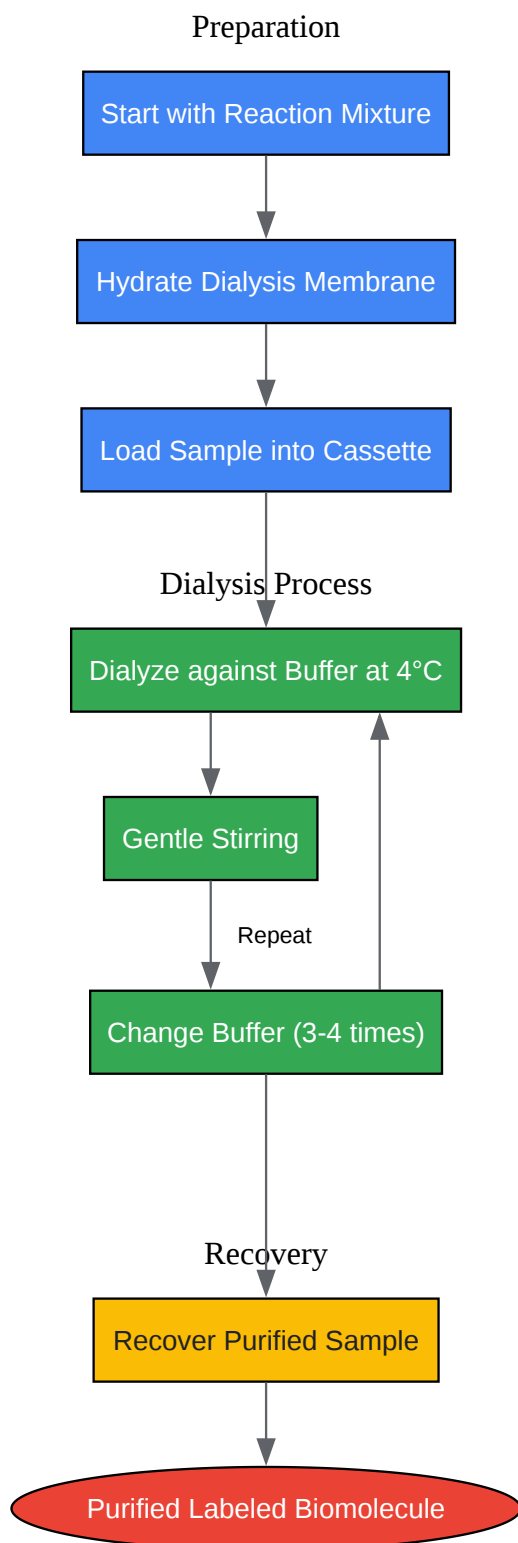 Preparation
Start with Reaction Mixture
Hydrate Dialysis Membrane
Load Sample into Cassette
Dialysis Process
Dialyze against Buffer at 4°C
Gentle Stirring
Repeat
Change Buffer (3-4 times)
Recovery
Recover Purified Sample
Purified Labeled Biomolecule